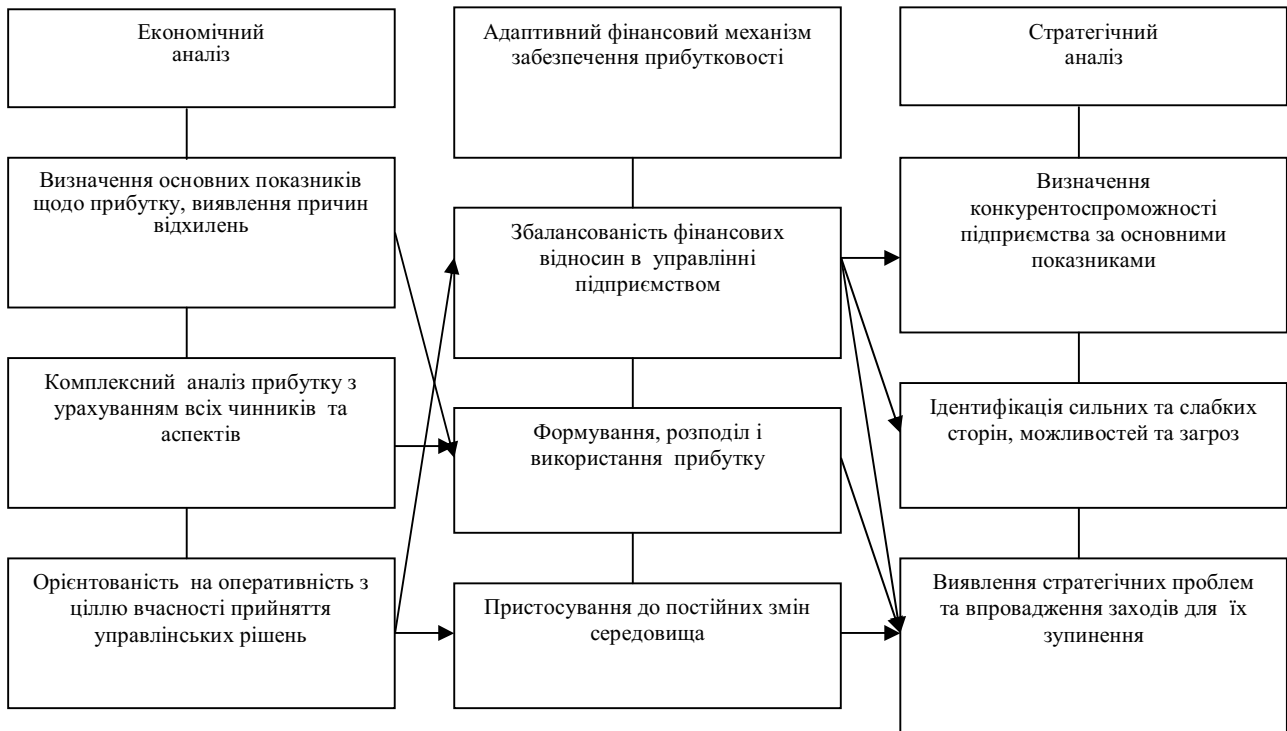 Економічний
аналіз
Визначення основних показників
щодо прибутку, виявлення причин
відхилень
Комплексний аналіз прибутку з
урахуванням всіх чинників та
аспектів
Орієнтованість на оперативність з
ціллю вчасності прийняття
управлінських рішень
Адаптивний фінансовий механізм
забезпечення прибутковості
Збалансованість фінансових
відносин в управлінні
підприємством
Формування, розподіл і
використання прибутку
Пристосування до постійних змін
середовища
Стратегічний
аналіз
Визначення
конкурентоспроможності
підприємства за основними
показниками
Ідентифікація сильних та слабких
сторін, можливостей та загроз
Виявлення стратегічних проблем
та впровадження заходів для їх
зупинення